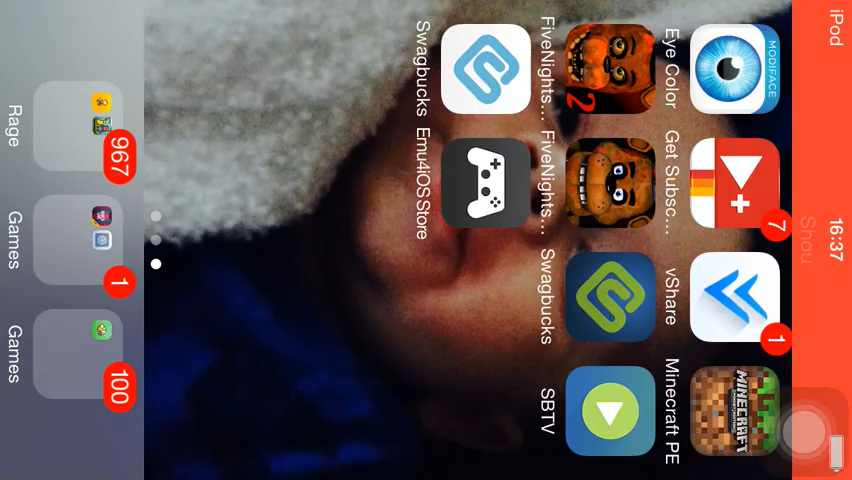 iPod 16:37
Shou
MODIFACE
7
1
MINECRAFT
Eye Color Get Subsc... vShare Minecraft PE
2
FiveNights... FiveNights... Swagbucks SBTV
Swagbucks Emu4iOSStore
967
1
100
Rage Games Games